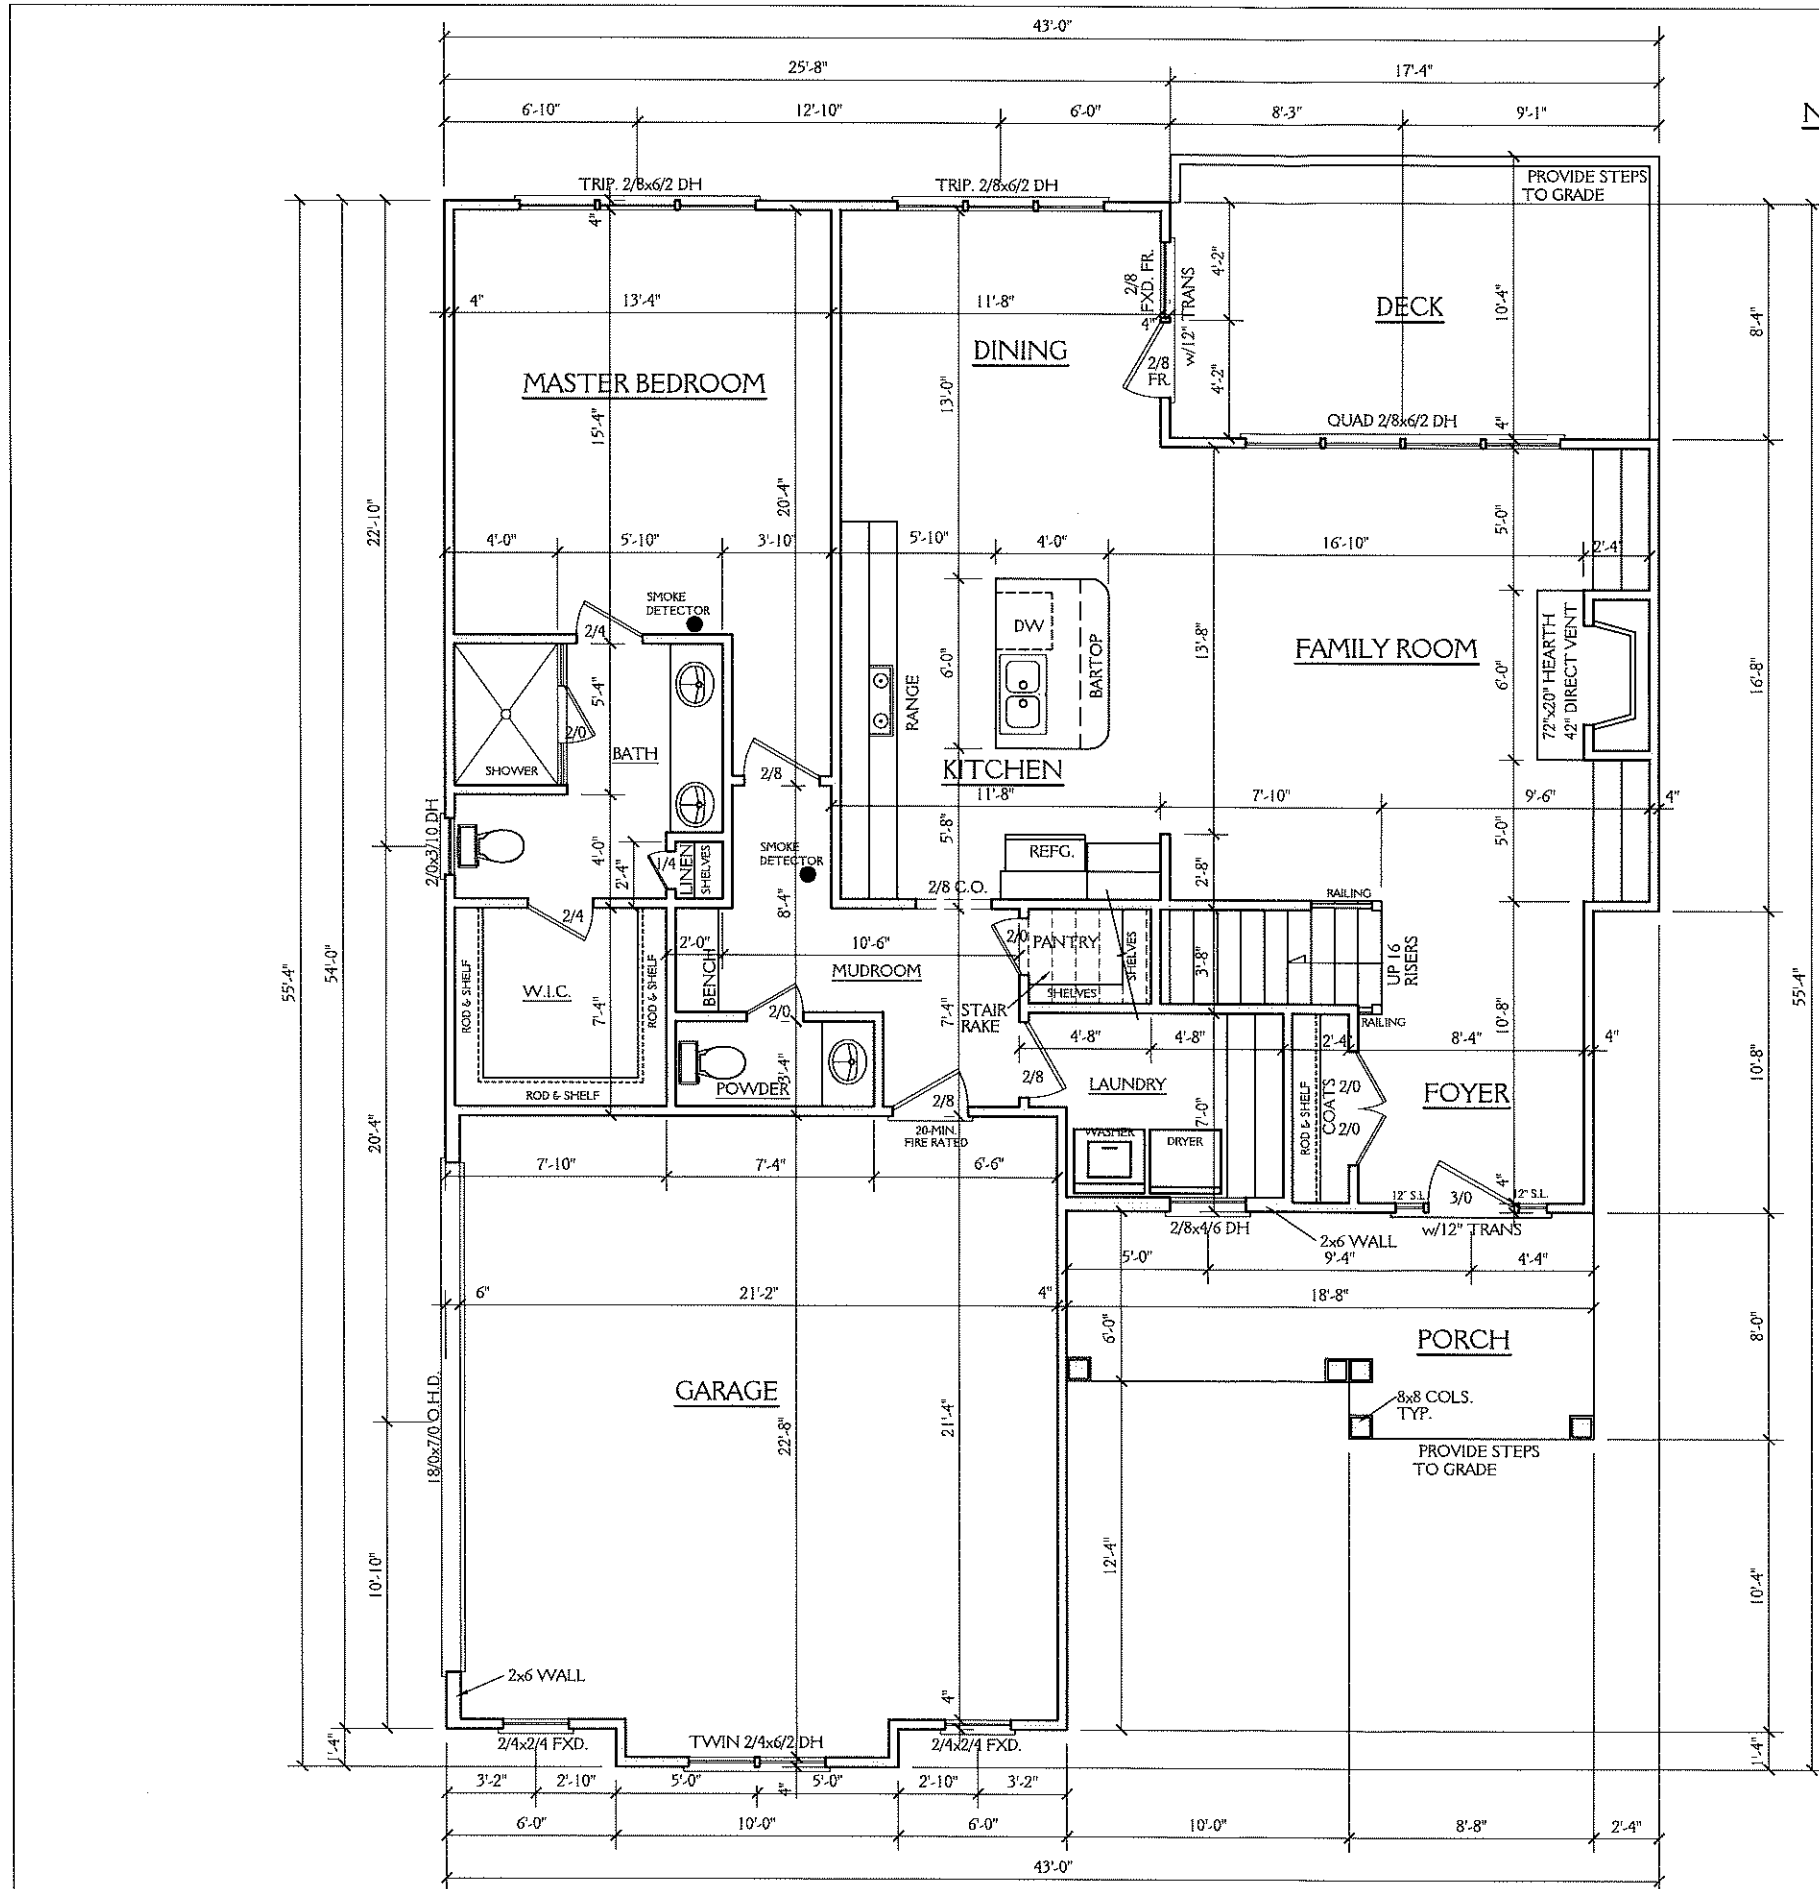 43'-0"
25'-8"
17'-4"
6'-10"
12'-10"
6'-0"
8'-3"
9'-1"
N
TRIP. 2/8x6/2 DH
TRIP. 2/8x6/2 DH
PROVIDE STEPS
TO GRADE
4"
4'-2"
2/8
FXD. FR.
w/12" TRANS
4"
13'-4"
11'-8"
4"
10'-4"
DECK
8'-4"
DINING
2/8
FR.
MASTER BEDROOM
4'-2"
13'-0"
15'-4"
QUAD 2/8x6/2 DH
4"
20'-4"
22'-10"
5'-0"
4'-0"
5'-10"
3'-10"
5'-10"
4'-0"
16'-10"
2'-4"
SMOKE
DETECTOR
2/4
DW
BARTOP
6'-0"
13'-8"
FAMILY ROOM
6'-0"
72"x20" HEARTH
42" DIRECT VENT
16'-8"
5'-4"
RANGE
2/0
BATH
SHOWER
2/8
KITCHEN
11'-8"
7'-10"
9'-6"
4"
2/0x3/10 DH
4'-0"
2'-4"
1/4
LINEN
SHELVES
SMOKE
DETECTOR
5'-8"
REFG.
2'-8"
5'-0"
8'-4"
2/8 C.O.
RAILING
2/4
2'-0"
10'-6"
2/0
PANTRY
SHELVES
3'-8"
UP 16
RISERS
55'-4"
54'-0"
ROD & SHELF
W.I.C.
ROD & SHELF
BENCH
MUDROOM
SHELVES
7'-4"
2/0
7'-4"
STAIR
RAKE
10'-8"
55'-4"
RAILING
4'-8"
4'-8"
2'-4"
8'-4"
4"
3'-4"
POWDER
2/8
LAUNDRY
2/8
2/0
FOYER
10'-8"
ROD & SHELF
20-MIN.
FIRE RATED
WASHER
DRYER
7'-0"
ROD & SHELF
COATS
2/0
20'-4"
7'-10"
7'-4"
6'-6"
4"
12" S.L.
3/0
12" S.L.
2/8x4/6 DH
w/12" TRANS
2x6 WALL
5'-0"
9'-4"
4'-4"
6"
21'-2"
4"
18'-8"
6'-0"
PORCH
8'-0"
GARAGE
18/0x7/0 O.H.D.
22'-8"
21'-4"
8x8 COLS.
TYP.
PROVIDE STEPS
TO GRADE
10'-10"
12'-4"
10'-4"
2x6 WALL
4"
2/4x2/4 FXD.
TWIN 2/4x6/2 DH
2/4x2/4 FXD.
1'-4"
1'-4"
3'-2"
2'-10"
5'-0"
4"
5'-0"
2'-10"
3'-2"
6'-0"
10'-0"
6'-0"
10'-0"
8'-8"
2'-4"
43'-0"